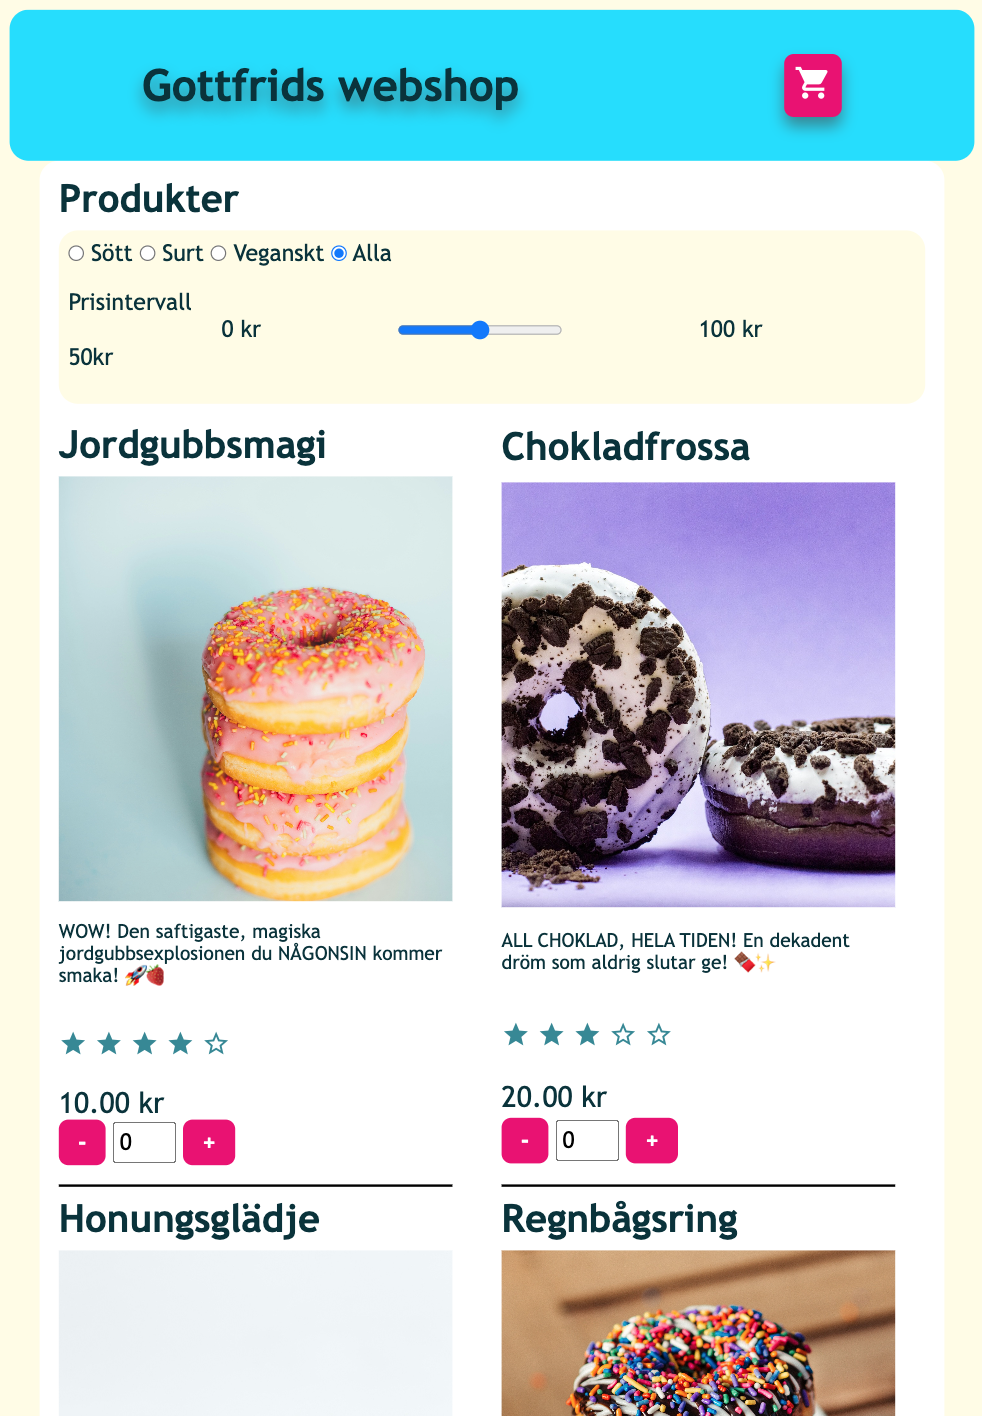 Gottfrids webshop
Produkter
Sött Surt Veganskt Alla
Prisintervall
0 kr 100 kr
50kr
Jordgubbsmagi
WOW! Den saftigaste, magiska
jordgubbsexplosionen du NÅGONSIN kommer
smaka! 🚀🍓
10.00 kr
- 0 +
Chokladfrossa
ALL CHOKLAD, HELA TIDEN! En dekadent
dröm som aldrig slutar ge! 🍫✨
20.00 kr
- 0 +
Honungsglädje
Regnbågsring